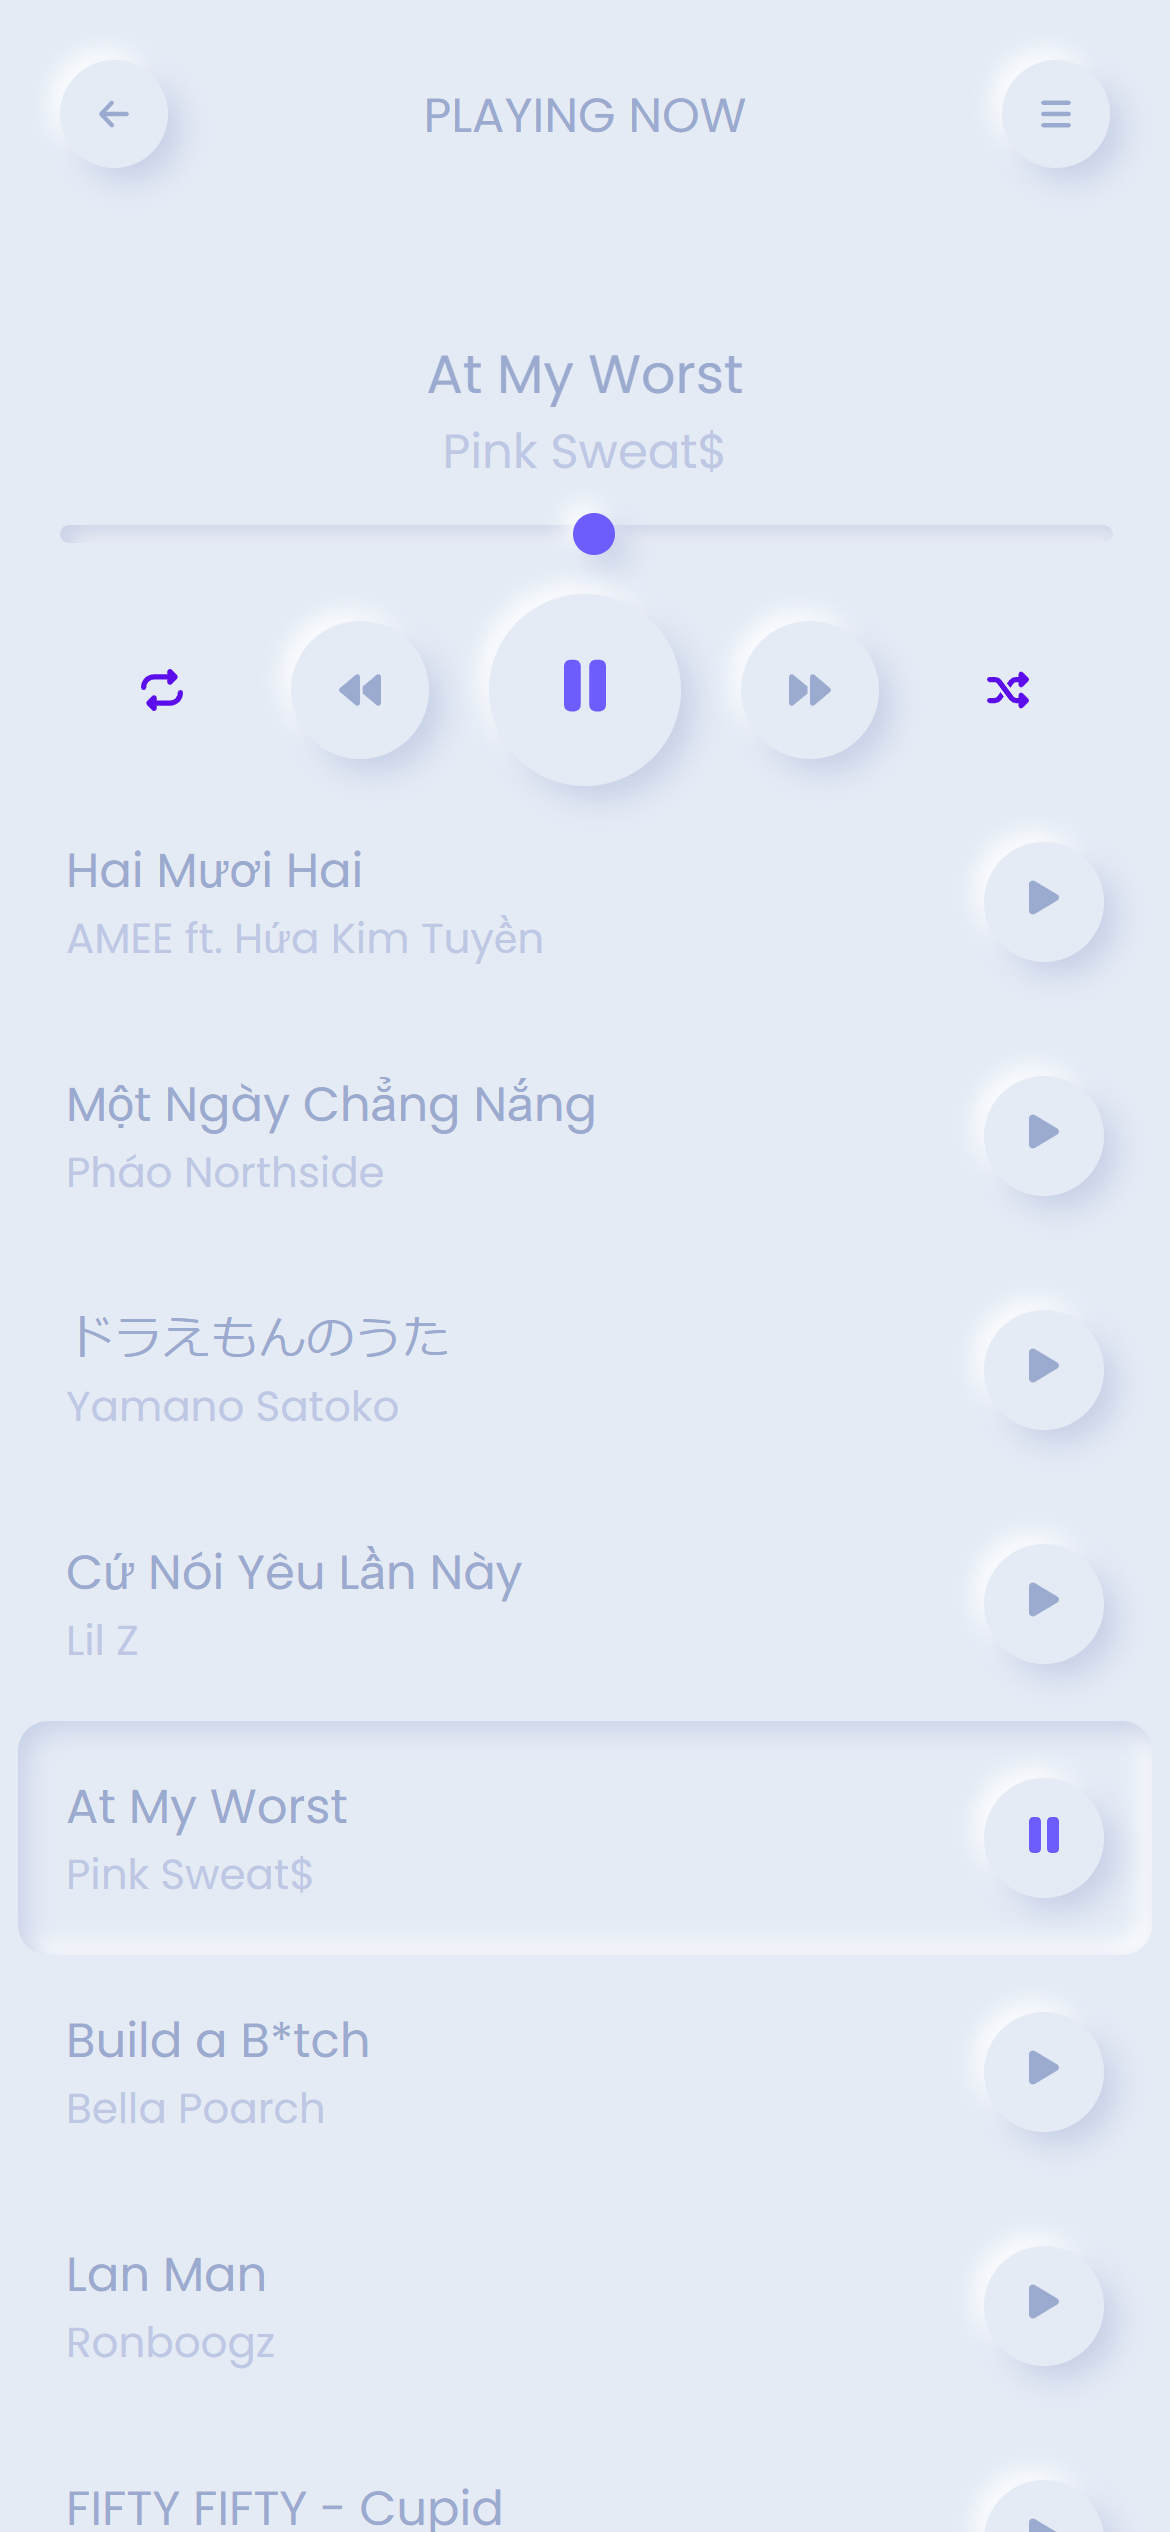 PLAYING NOW
At My Worst
Pink Sweat$
Hai Mươi Hai
AMEE ft. Hứa Kim Tuyền
Một Ngày Chẳng Nắng
Pháo Northside
ドラえもんのうた
Yamano Satoko
Cứ Nói Yêu Lần Này
Lil Z
At My Worst
Pink Sweat$
Build a B*tch
Bella Poarch
Lan Man
Ronboogz
FIFTY FIFTY - Cupid